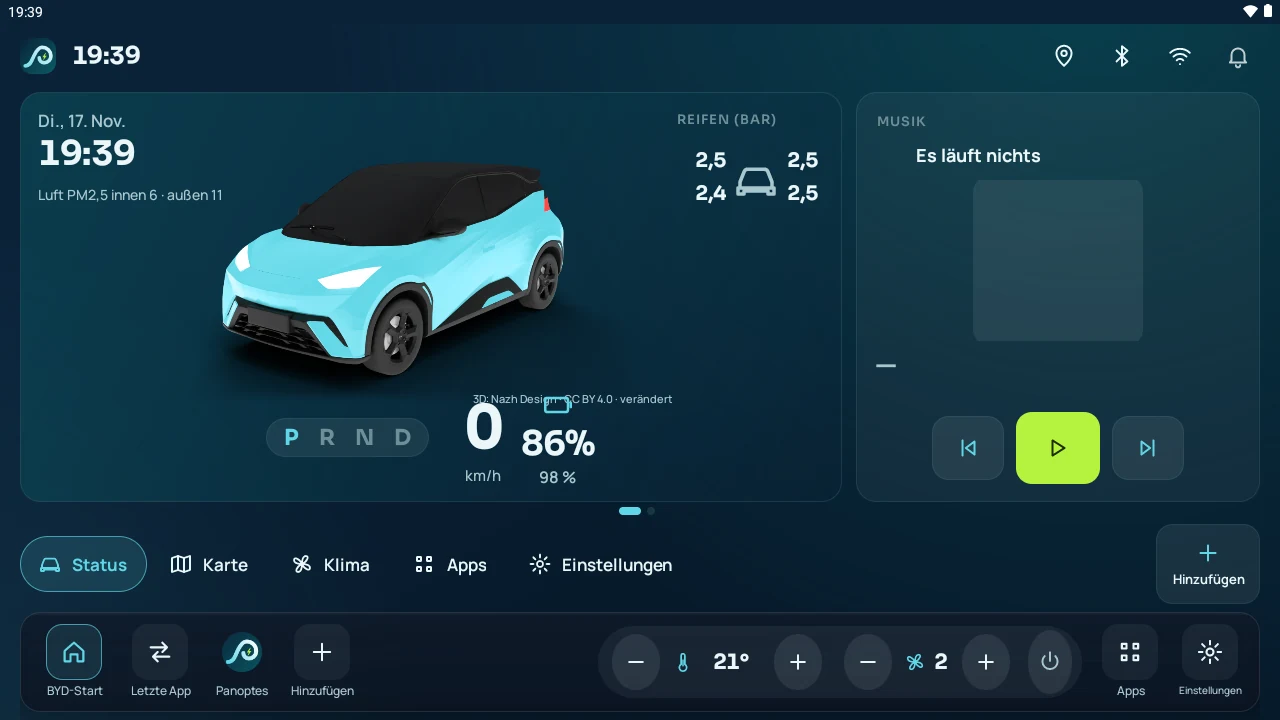 19:39
19:39
Di., 17. Nov.
19:39
Luft PM2,5 innen 6 · außen 11
REIFEN (BAR)
2,5 2,5
2,4 2,5
3D: Nazh Design · CC BY 4.0 · verändert
P R N D
0
km/h
86%
98 %
MUSIK
Es läuft nichts
—
Status
Karte
Klima
Apps
Einstellungen
Hinzufügen
BYD-Start
Letzte App
Panoptes
Hinzufügen
21°
2
Apps
Einstellungen